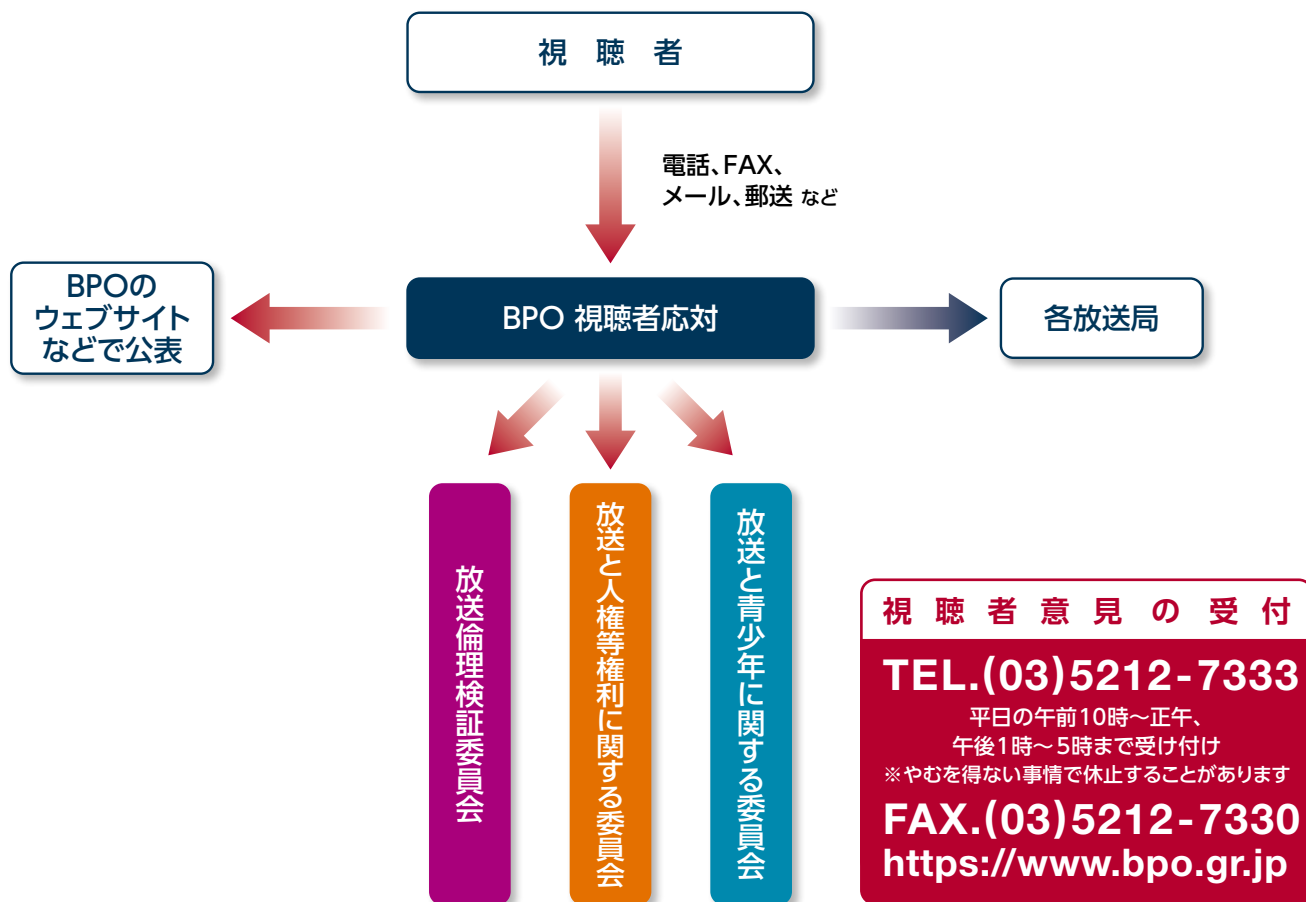 視聴者
電話、FAX、
メール、郵送 など
BPOの
ウェブサイト
などで公表
BPO 視聴者応対
各放送局
放送倫理検証委員会
放送と人権等権利に関する委員会
放送と青少年に関する委員会
視聴者意見の受付
TEL.(03)5212-7333
平日の午前10時～正午、
午後1時～5時まで受け付け
※やむを得ない事情で休止することがあります
FAX.(03)5212-7330
https://www.bpo.gr.jp